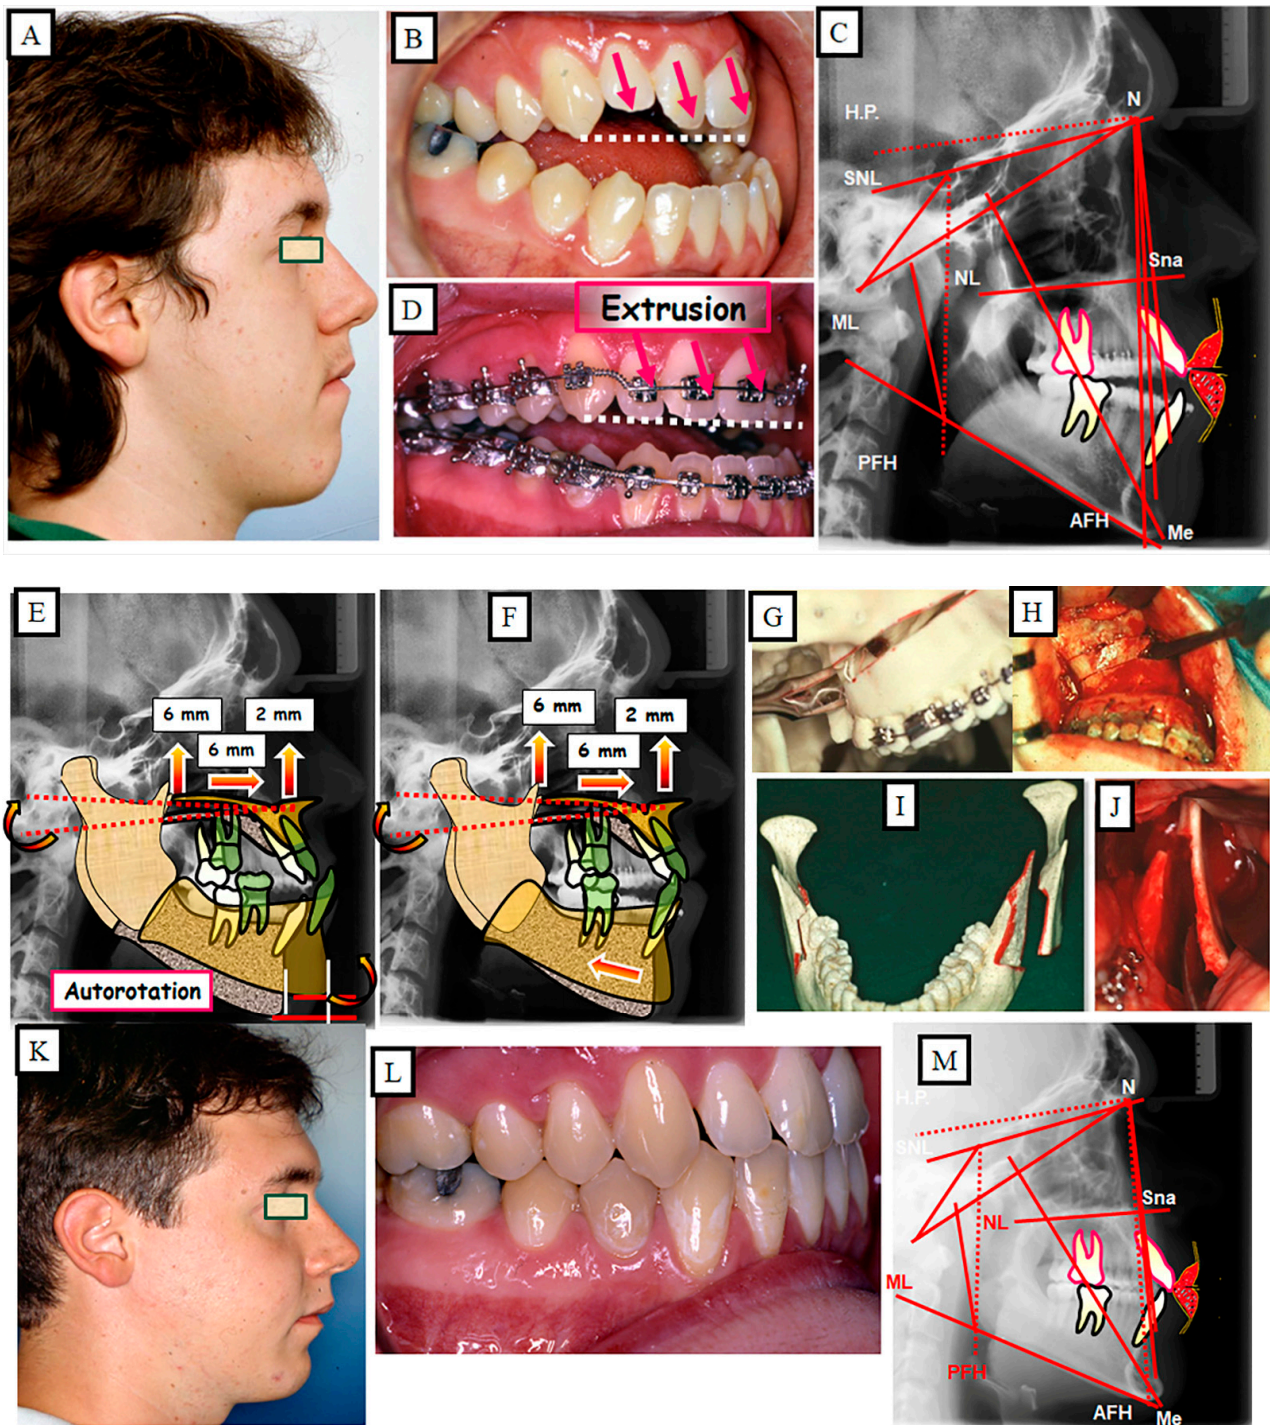 A
B
C
N
H.P.
SNL
Sna
NL
ML
PFH
AFH
Me
D
Extrusion
E
6 mm
2 mm
6 mm
Autorotation
F
6 mm
2 mm
6 mm
G
H
I
J
K
L
M
N
H.P.
SNL
Sna
NL
ML
PFH
AFH
Me